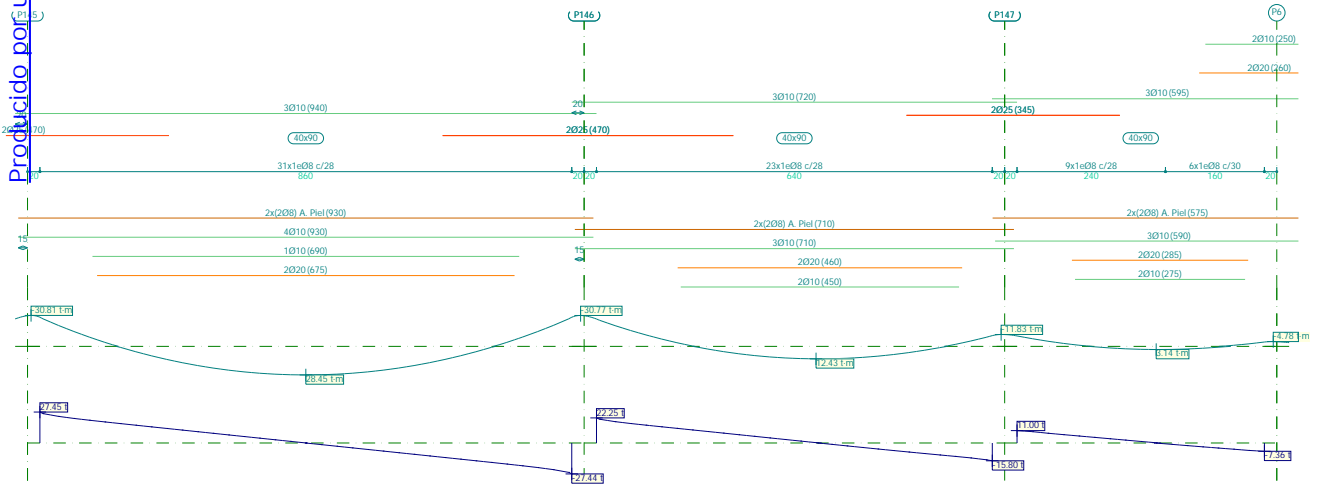 P145 P146 P147 P6
Producido por u
2Ø10 (250)
2Ø20 (260)
3Ø10 (595)
3Ø10 (720)
20
3Ø10 (940)
2Ø25 (345)
2Ø25 (470) 2Ø25 (470)
40x90 40x90 40x90
31x1eØ8 c/28 23x1eØ8 c/28 9x1eØ8 c/28 6x1eØ8 c/30
20 860 20 20 640 20 20 240 160 20
2x(2Ø8) A. Piel (930) 2x(2Ø8) A. Piel (575)
2x(2Ø8) A. Piel (710)
4Ø10 (930) 3Ø10 (590)
15 3Ø10 (710) 15
1Ø10 (690) 2Ø20 (285)
2Ø20 (460)
2Ø20 (675) 2Ø10 (275)
2Ø10 (450)
-30.81 t·m -30.77 t·m
-11.83 t·m
-4.78 t·m
3.14 t·m
12.43 t·m
28.45 t·m
27.45 t 22.25 t
11.00 t
-7.36 t
-15.80 t
-27.44 t